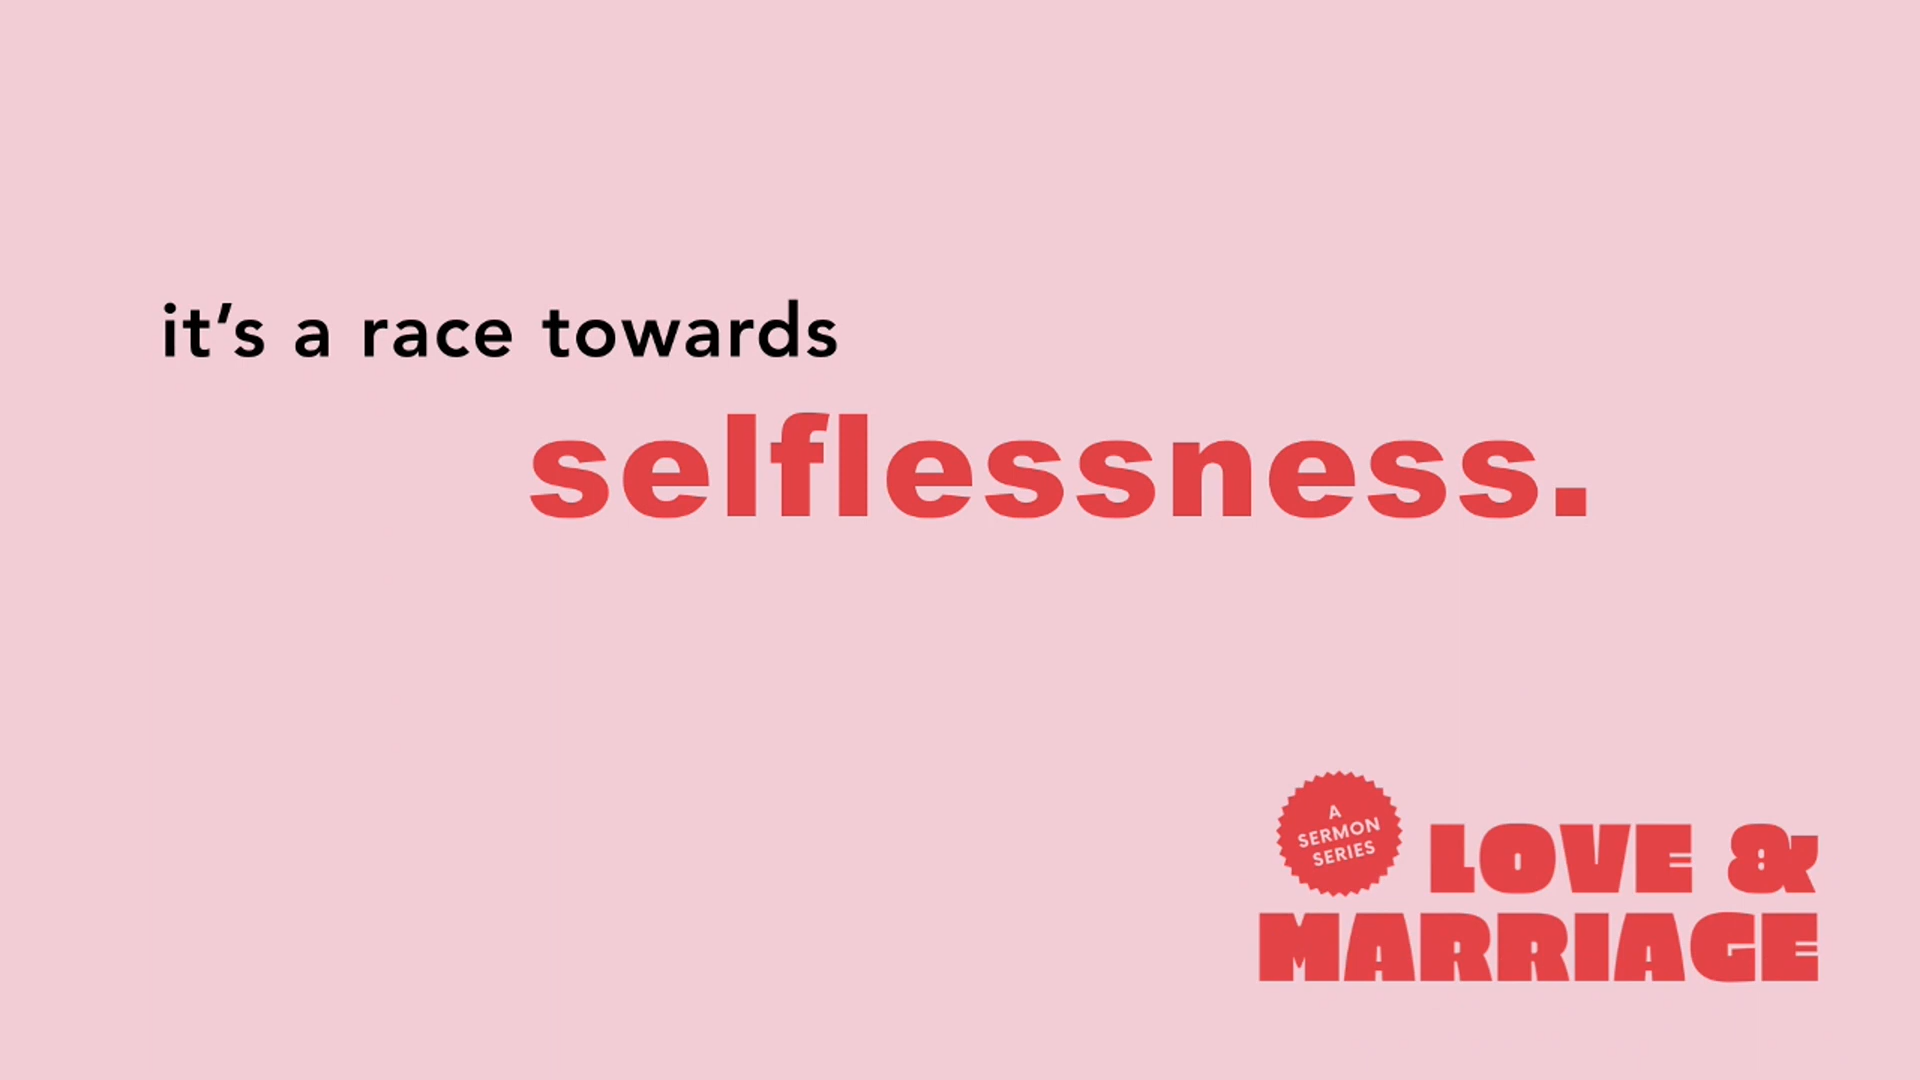 it’s a race towards
selflessness.
A
SERMON
SERIES
LOVE &
MARRIAGE